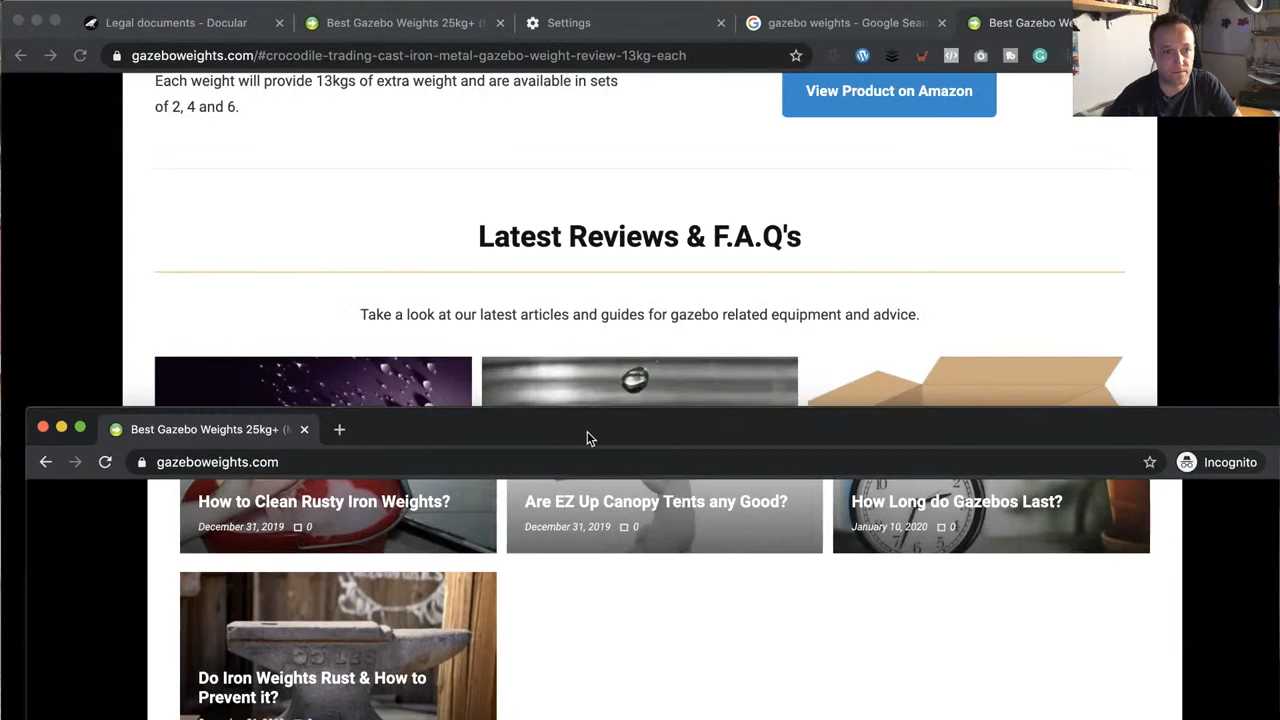 Legal documents - Docular
Best Gazebo Weights 25kg+ (
Settings
gazebo weights - Google Sear
Best Gazebo We
gazeboweights.com/#crocodile-trading-cast-iron-metal-gazebo-weight-review-13kg-each
Each weight will provide 13kgs of extra weight and are available in sets
of 2, 4 and 6.
View Product on Amazon
Latest Reviews & F.A.Q's
Take a look at our latest articles and guides for gazebo related equipment and advice.
Best Gazebo Weights 25kg+ (
gazeboweights.com
Incognito
How to Clean Rusty Iron Weights?
December 31, 2019 0
Are EZ Up Canopy Tents any Good?
December 31, 2019 0
How Long do Gazebos Last?
January 10, 2020 0
55 LBS
Do Iron Weights Rust & How to
Prevent it?